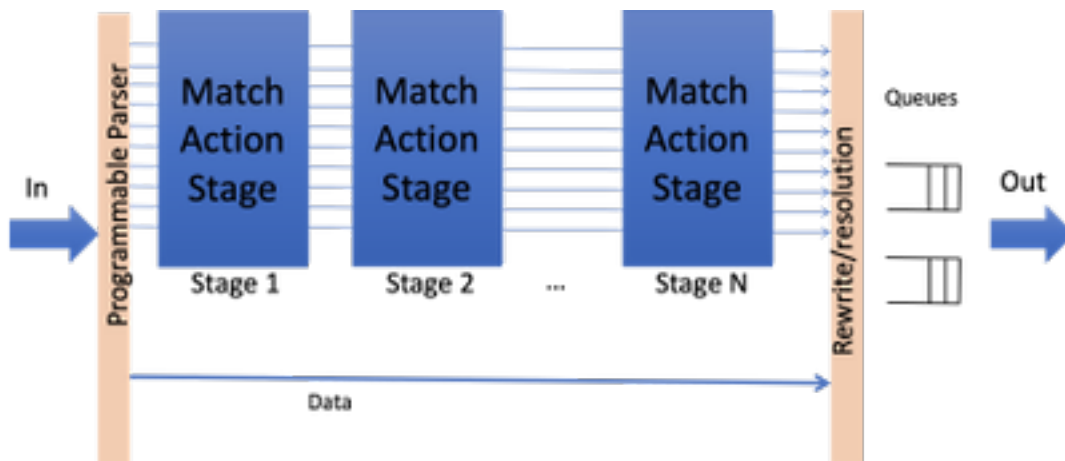 In
Programmable Parser
Match
Action
Stage
Stage 1
Match
Action
Stage
Stage 2
...
Match
Action
Stage
Stage N
Data
Rewrite/resolution
Queues
Out